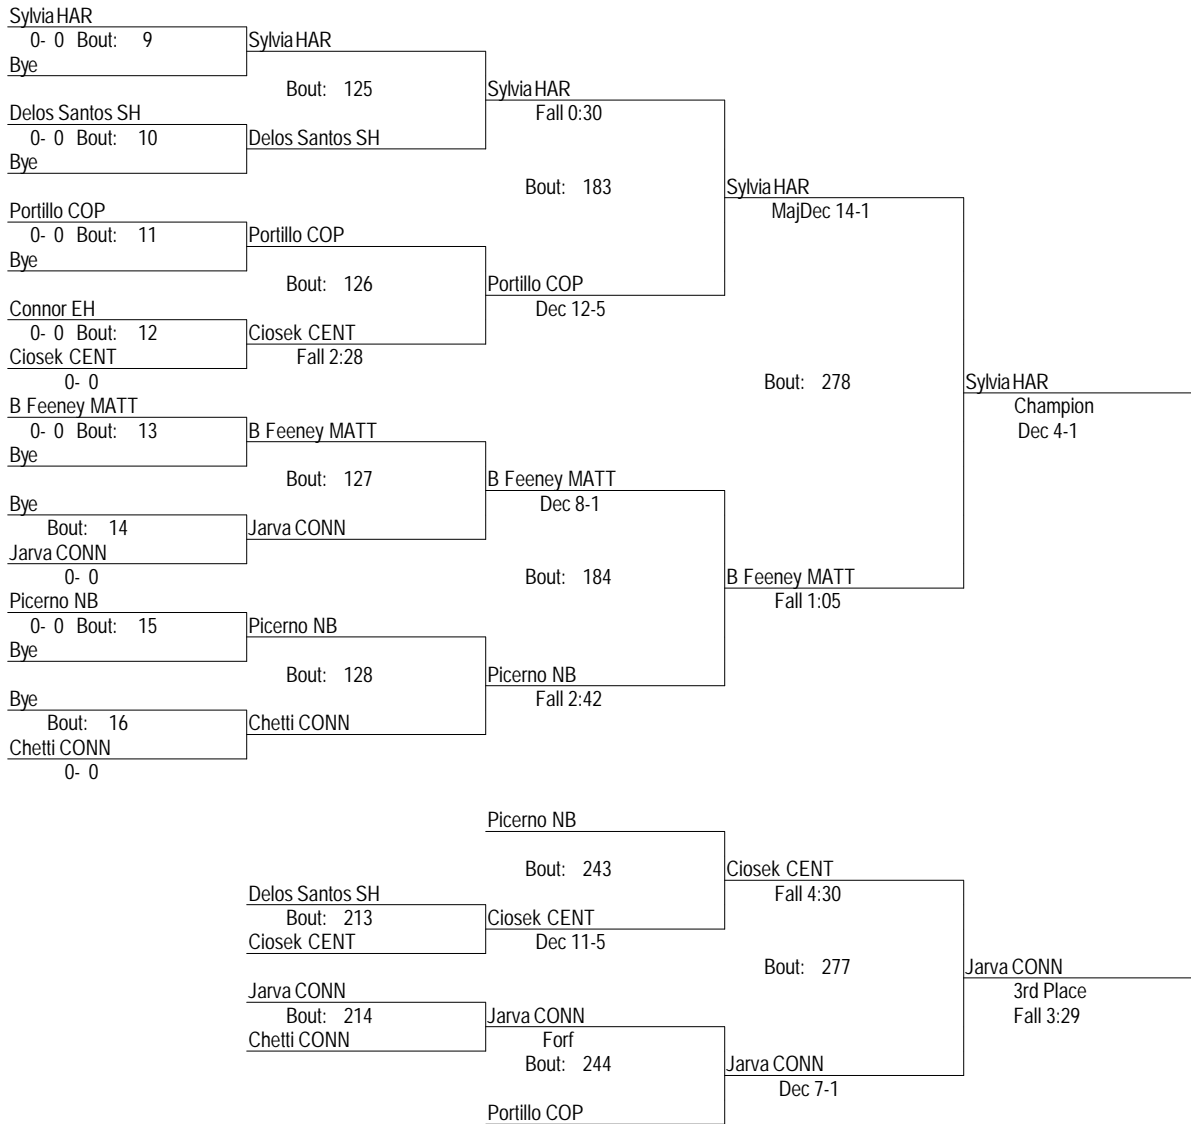 Sylvia HAR
0- 0 Bout: 9 Sylvia HAR
Bye
Bout: 125 Sylvia HAR
Delos Santos SH Fall 0:30
0- 0 Bout: 10 Delos Santos SH
Bye
Bout: 183 Sylvia HAR
Portillo COP MajDec 14-1
0- 0 Bout: 11 Portillo COP
Bye
Bout: 126 Portillo COP
Connor EH Dec 12-5
0- 0 Bout: 12 Ciosek CENT
Ciosek CENT Fall 2:28
0- 0 Bout: 278 Sylvia HAR
B Feeney MATT Champion
0- 0 Bout: 13 B Feeney MATT Dec 4-1
Bye
Bout: 127 B Feeney MATT
Bye Dec 8-1
Bout: 14 Jarva CONN
Jarva CONN
0- 0 Bout: 184 B Feeney MATT
Picerno NB Fall 1:05
0- 0 Bout: 15 Picerno NB
Bye
Bout: 128 Picerno NB
Bye Fall 2:42
Bout: 16 Chetti CONN
Chetti CONN
0- 0
Picerno NB
Bout: 243 Ciosek CENT
Delos Santos SH Fall 4:30
Bout: 213 Ciosek CENT
Ciosek CENT Dec 11-5
Bout: 277 Jarva CONN
Jarva CONN 3rd Place
Bout: 214 Jarva CONN Fall 3:29
Chetti CONN Forf
Bout: 244 Jarva CONN
Dec 7-1
Portillo COP